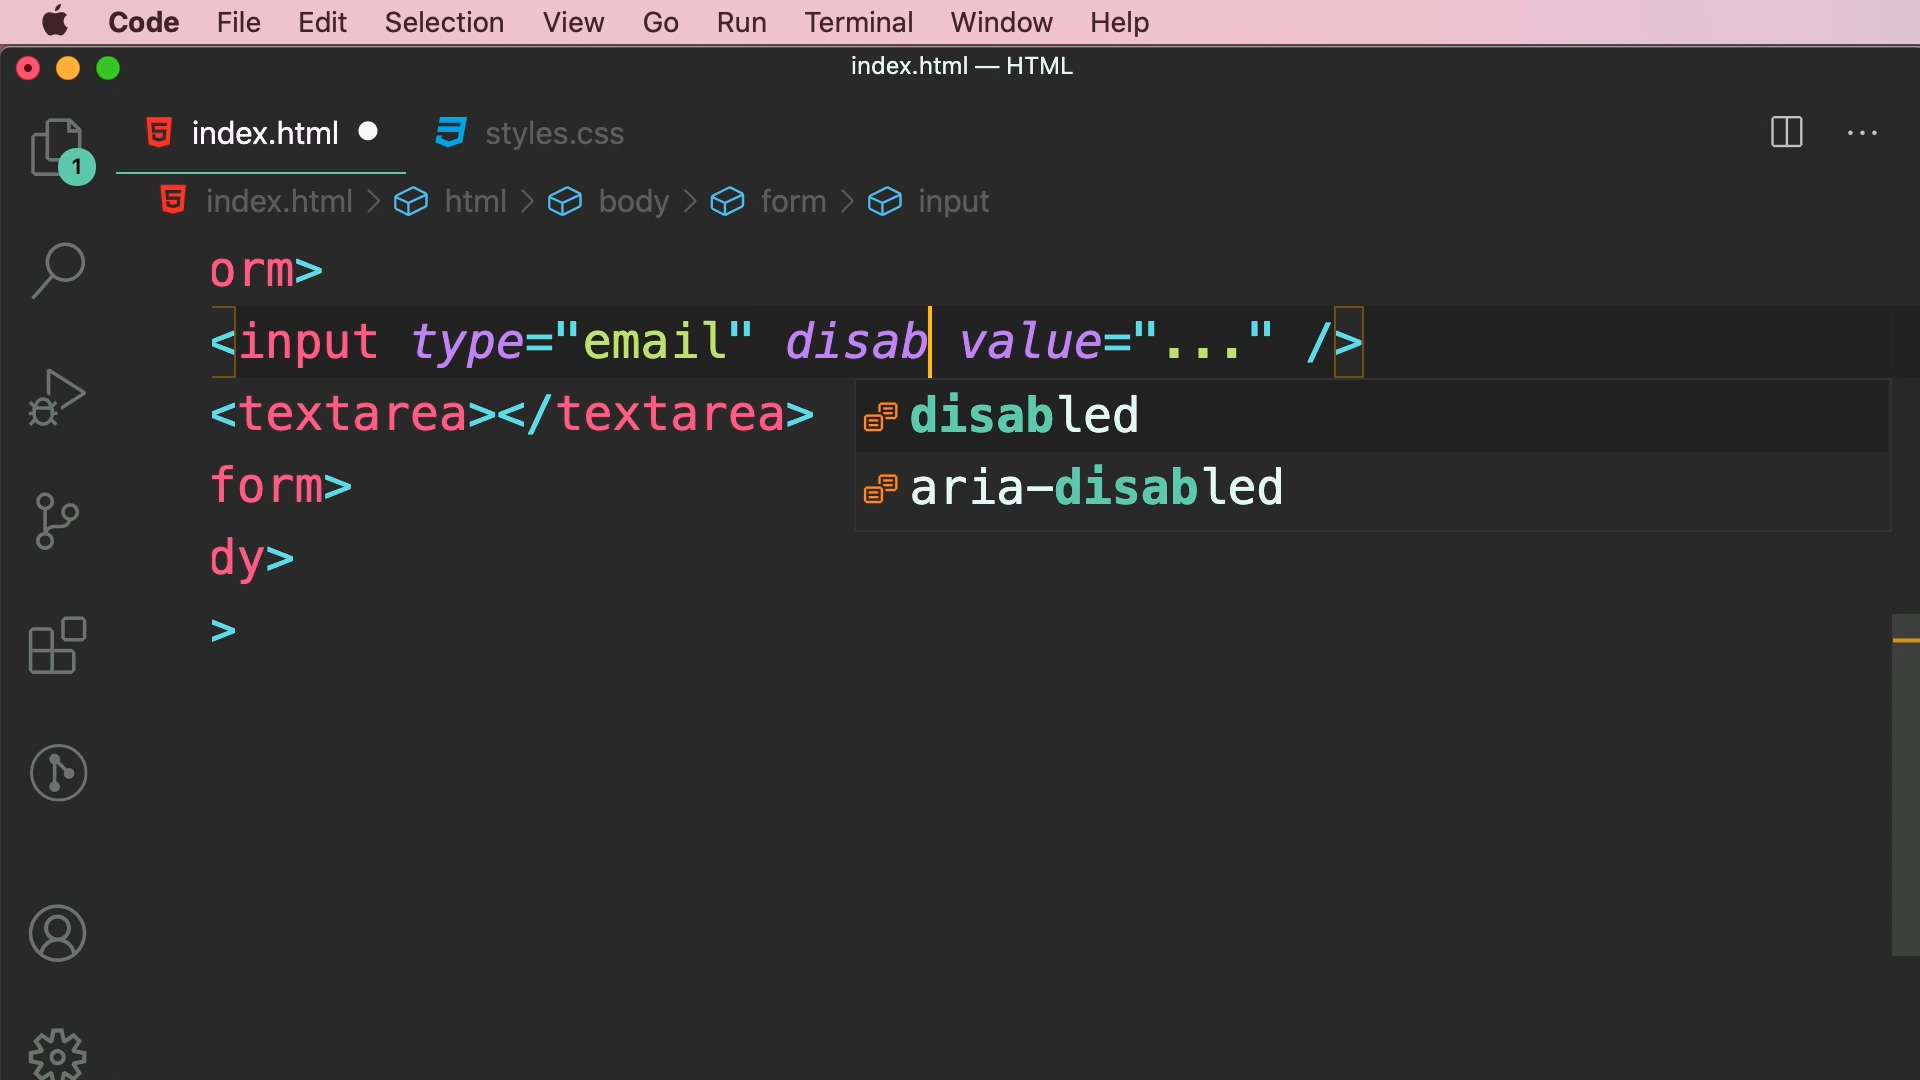 Code File Edit Selection View Go Run Terminal Window Help
index.html — HTML
index.html styles.css
1
index.html > html > body > form > input
orm>
<input type="email" disab value="..." />
<textarea></textarea>
disabled
form>
aria-disabled
dy>
>